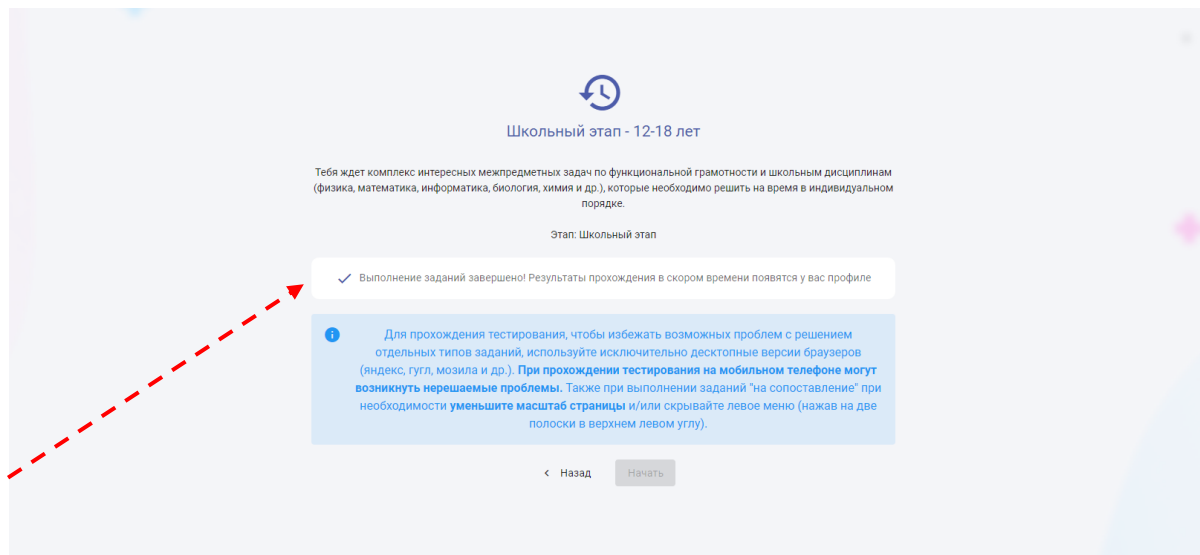 Школьный этап - 12-18 лет
Тебя ждет комплекс интересных межпредметных задач по функциональной грамотности и школьным дисциплинам
(физика, математика, информатика, биология, химия и др.), которые необходимо решить на время в индивидуальном
порядке.
Этап: Школьный этап
Выполнение заданий завершено! Результаты прохождения в скором времени появятся у вас профиле
Для прохождения тестирования, чтобы избежать возможных проблем с решением
отдельных типов заданий, используйте исключительно десктопные версии браузеров
(яндекс, гугл, мозила и др.). При прохождении тестирования на мобильном телефоне могут
возникнуть нерешаемые проблемы. Также при выполнении заданий "на сопоставление" при
необходимости уменьшите масштаб страницы и/или скрывайте левое меню (нажав на две
полоски в верхнем левом углу).
Назад
Начать